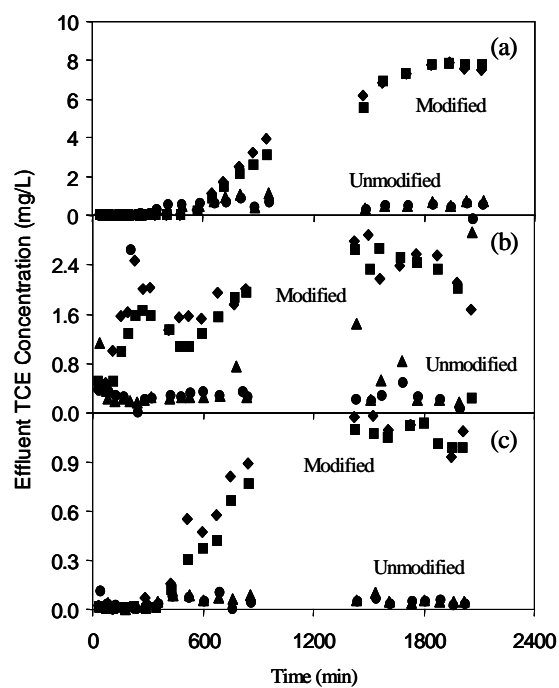 (a)
10
8
6
4
2
0
Modified
Unmodified
(b)
2.4
1.6
0.8
0.0
Modified
Unmodified
(c)
0.9
0.6
0.3
0.0
Modified
Unmodified
Effluent TCE Concentration (mg/L)
0 600 1200 1800 2400
Time (min)